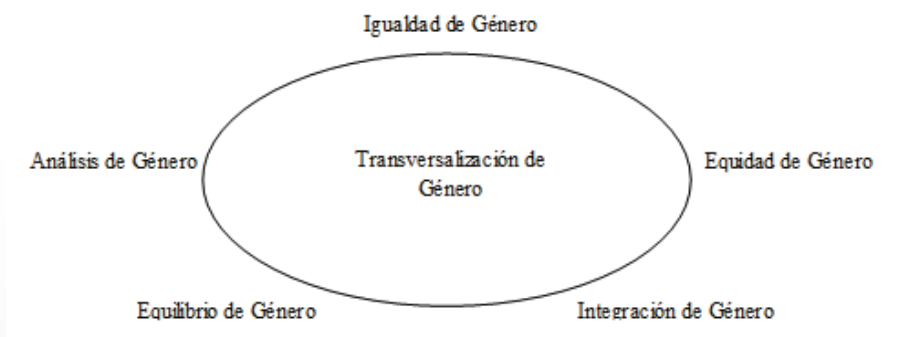 Igualdad de Género
Análisis de Género
Transversalización de
Género
Equidad de Género
Equilibrio de Género
Integración de Género